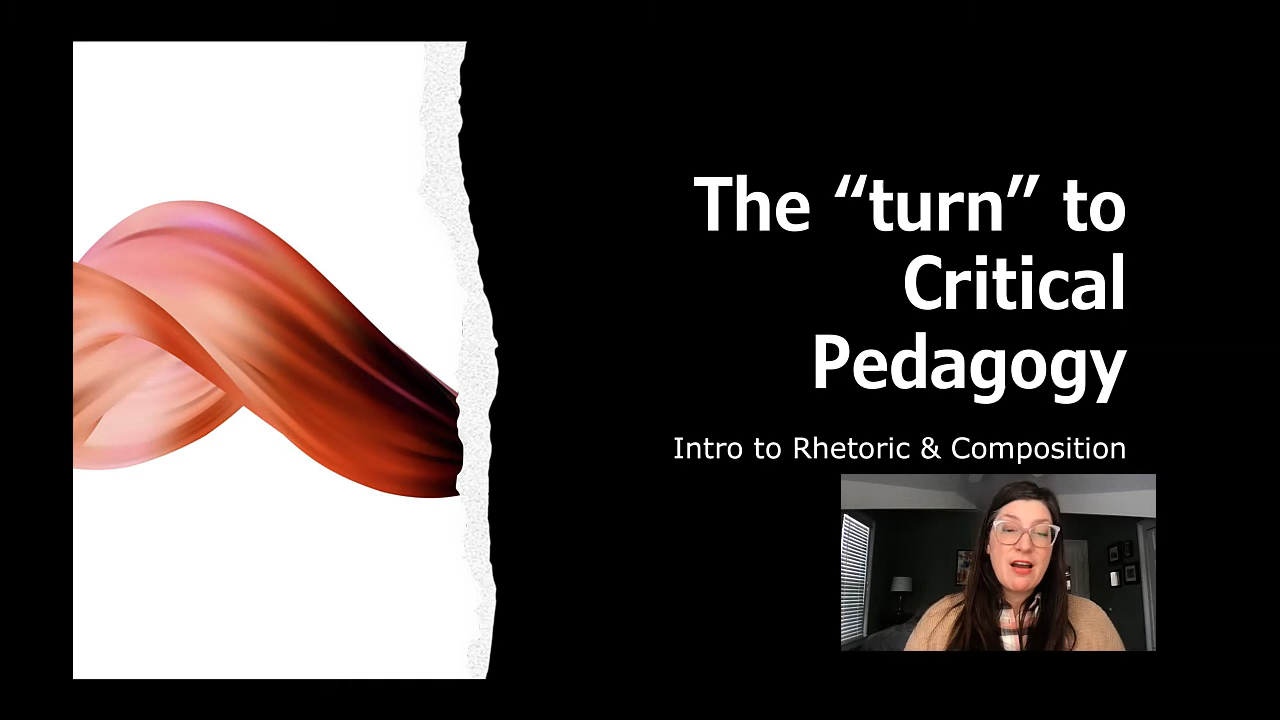 The “turn” to
Critical
Pedagogy
Intro to Rhetoric & Composition